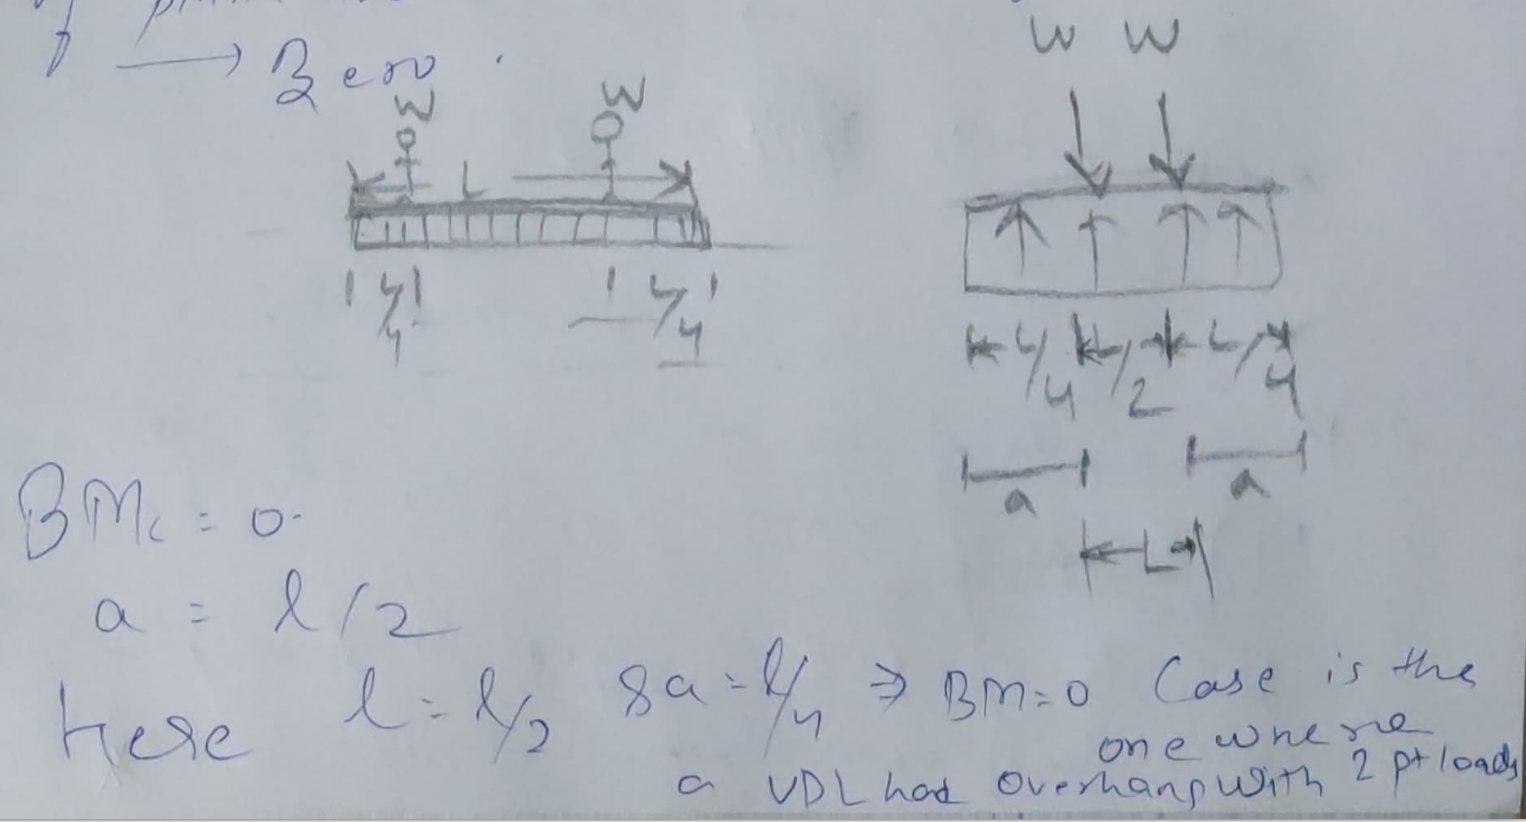 → Zero.
W W
W W
L
L/4 L/4
L/4 L/2 L/4
a a
L
BMc = 0.
a = l/2
here l = l/2 & a = l/4 ⇒ BM = 0 Case is the
one where
a UDL had overhang with 2 pt loads